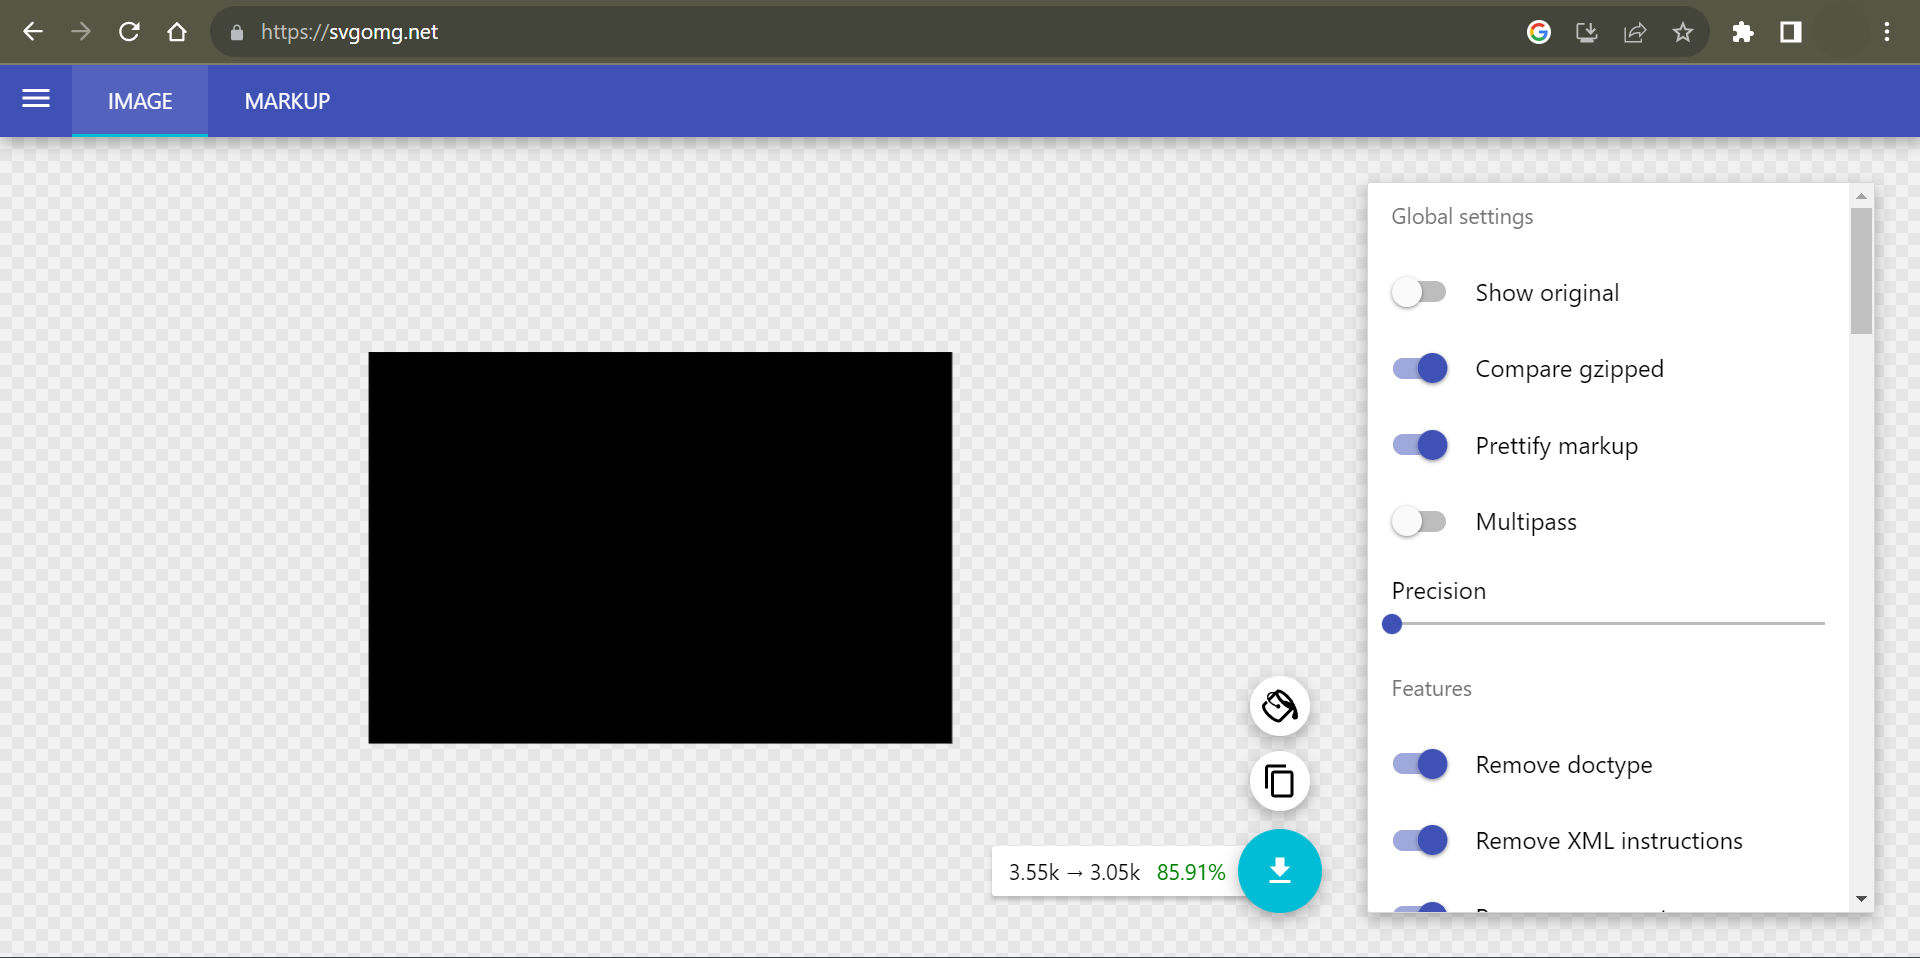 https://svgomg.net
IMAGE
MARKUP
Global settings
Show original
Compare gzipped
Prettify markup
Multipass
Precision
Features
Remove doctype
Remove XML instructions
3.55k → 3.05k 85.91%